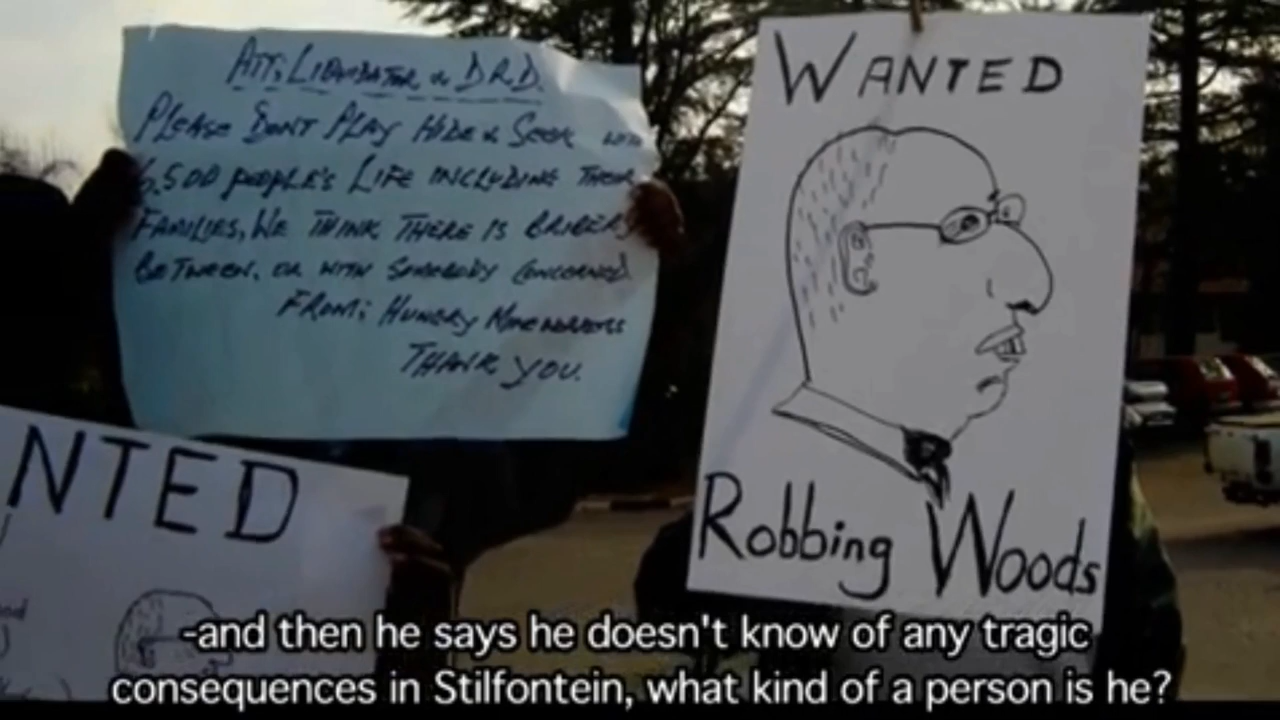 ATT: LIQUIDATOR & D.R.D.
PLEASE DONT PLAY HIDE & SEEK WITH
6,500 PEOPLE'S LIFE INCLUDING THEIR
FAMILIES, WE THINK THERE IS BRIBERY
BETWEEN. OR WITH SOMEBODY CONCERNED.
FROM: HUNGRY MINEWORKERS
THANK YOU.
WANTED
Robbing Woods
NTED
-and then he says he doesn't know of any tragic
consequences in Stilfontein, what kind of a person is he?